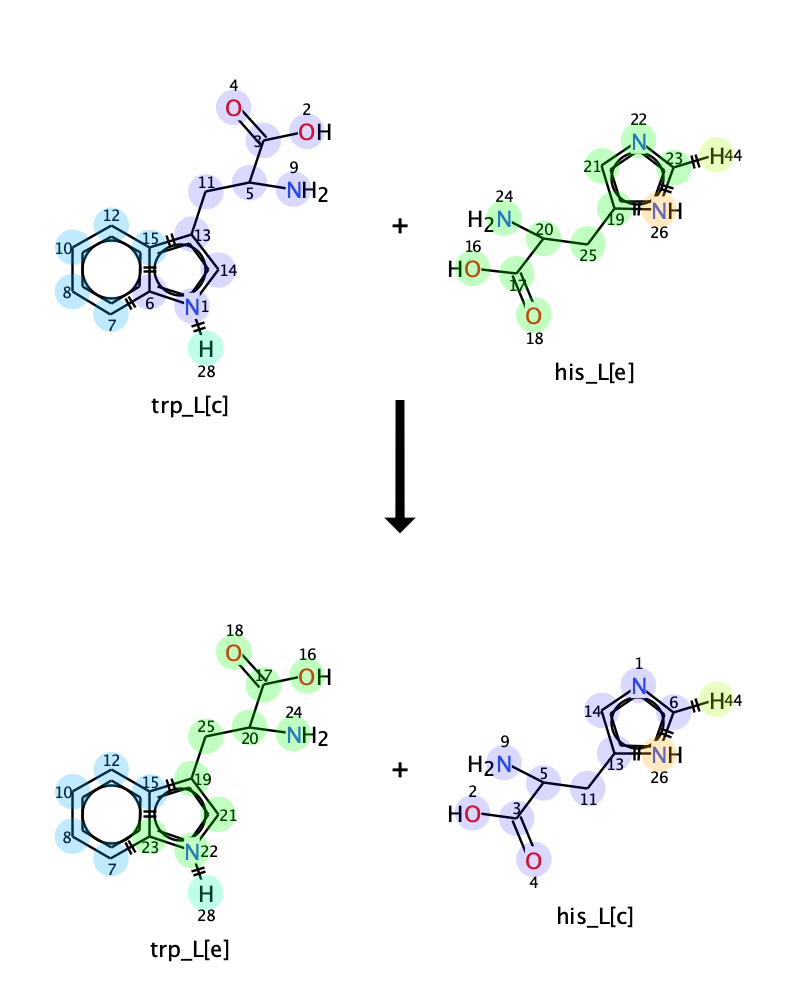 4
2
O
OH
3
9
11
5
NH2
12
13
15
10
14
8
6
N1
7
H
28
trp_L[c]
+
22
N
21
23
H44
24
H2N
20
19
NH
16
26
25
HO
17
O
18
his_L[e]
18
16
O
17
OH
24
25
20
NH2
12
19
15
10
21
8
23
N22
7
H
28
trp_L[e]
+
1
N
14
6
H44
9
H2N
5
13
NH
2
26
11
HO
3
O
4
his_L[c]